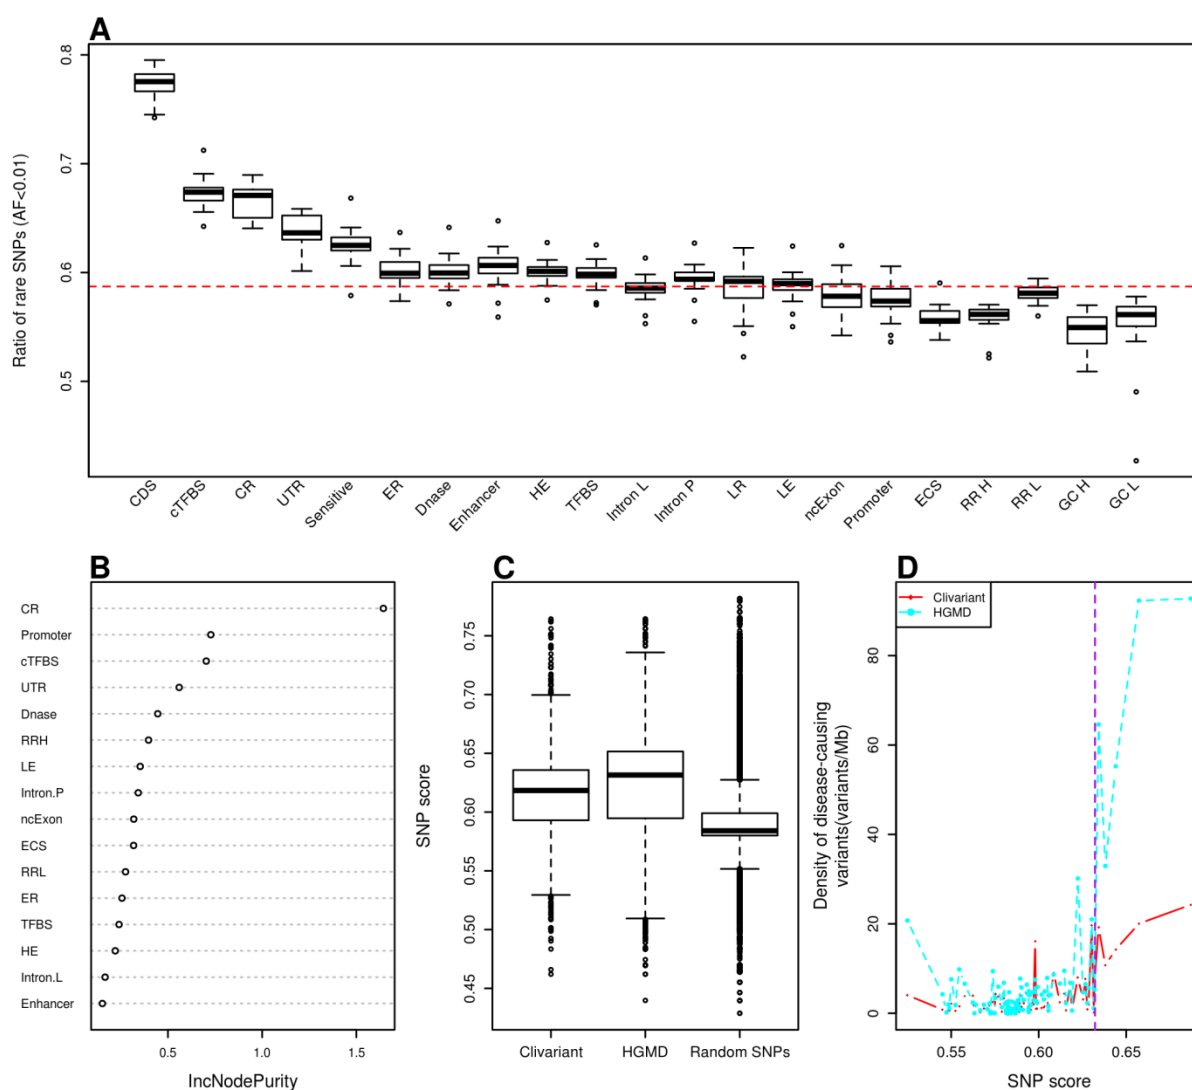 A
Ratio of rare SNPs (AF<0.01)
0.8
0.7
0.6
0.5
CDS
cTFBS
CR
UTR
Sensitive
ER
Dnase
Enhancer
HE
TFBS
Intron L
Intron P
LR
LE
ncExon
Promoter
ECS
RR H
RR L
GC H
GC L
B
CR
Promoter
cTFBS
UTR
Dnase
RRH
LE
Intron.P
ncExon
ECS
RRL
ER
TFBS
HE
Intron.L
Enhancer
0.5
1.0
1.5
IncNodePurity
C
SNP score
0.75
0.70
0.65
0.60
0.55
0.50
0.45
Clivariant
HGMD
Random SNPs
D
Clivariant
HGMD
Density of disease-causing
variants(variants/Mb)
80
60
40
20
0
0.55
0.60
0.65
SNP score